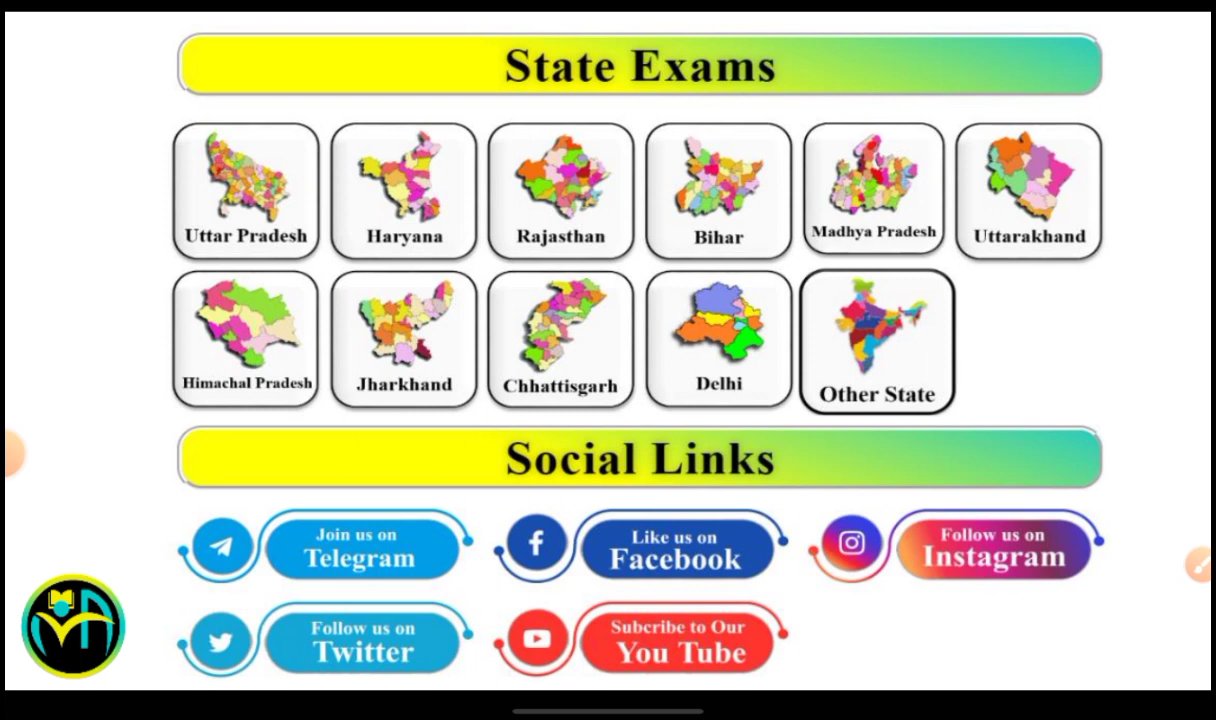 State Exams
Uttar Pradesh
Haryana
Rajasthan
Bihar
Madhya Pradesh
Uttarakhand
Himachal Pradesh
Jharkhand
Chhattisgarh
Delhi
Other State
Social Links
Join us on
Telegram
Like us on
Facebook
Follow us on
Instagram
Follow us on
Twitter
Subcribe to Our
You Tube